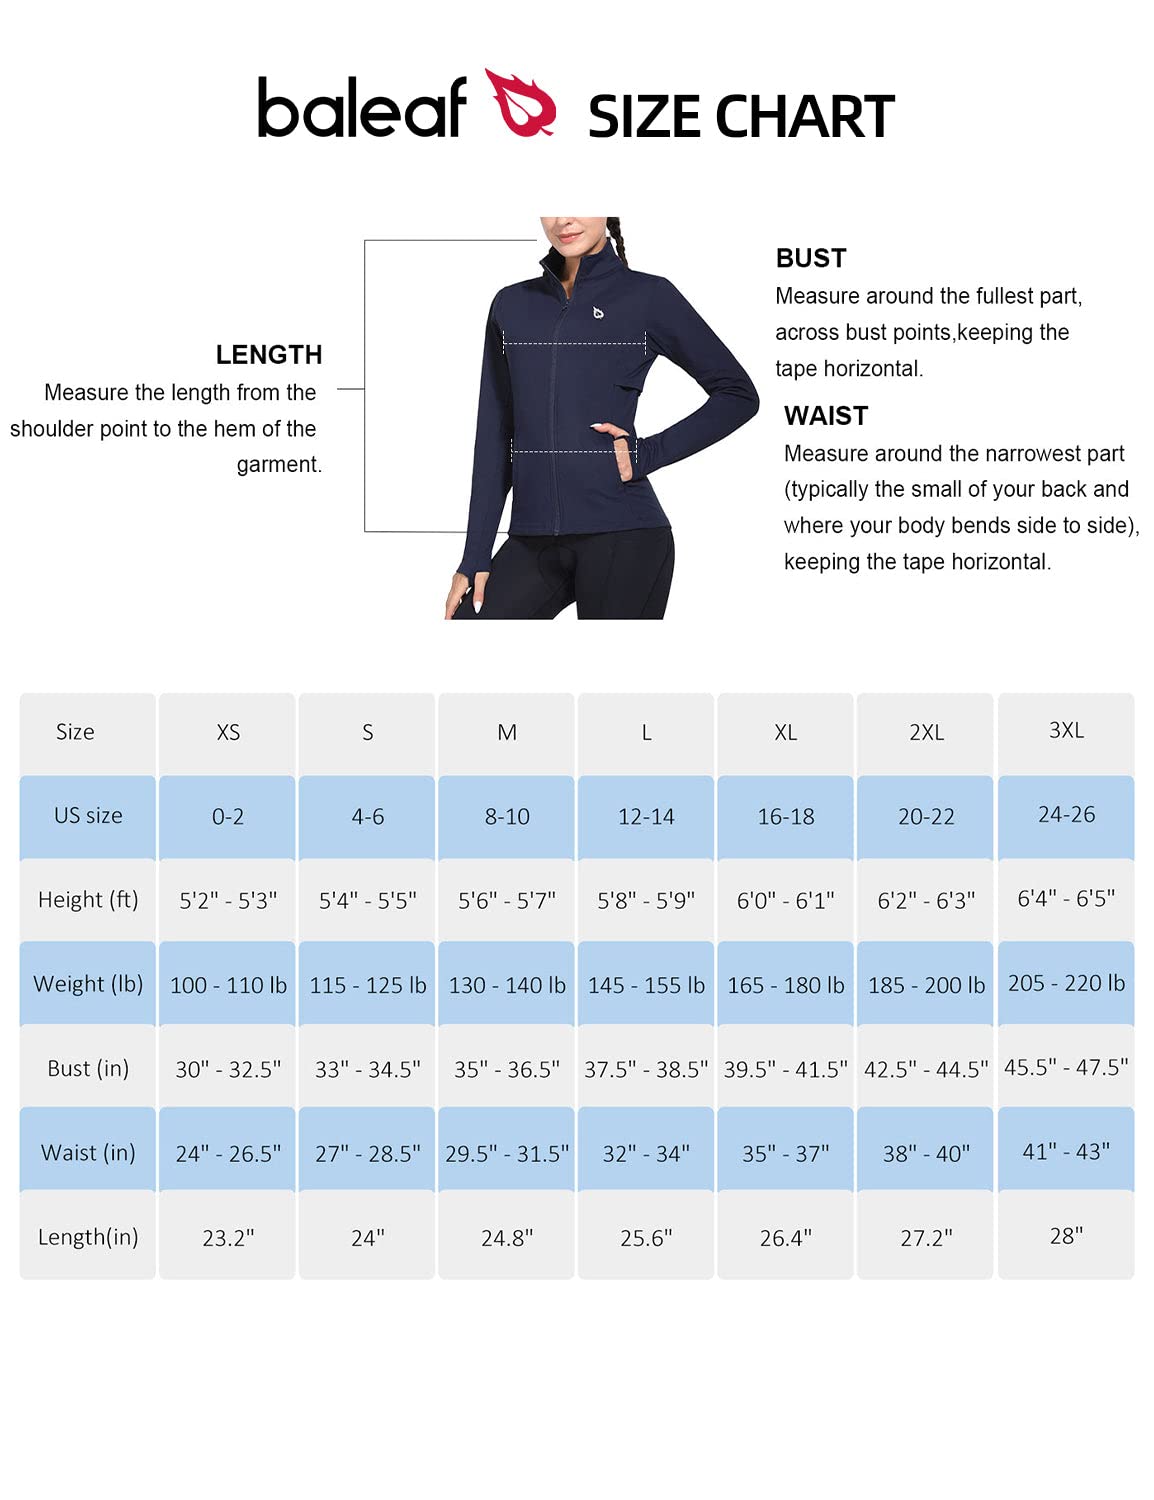 baleaf SIZE CHART
LENGTH
Measure the length from the
shoulder point to the hem of the
garment.
BUST
Measure around the fullest part,
across bust points,keeping the
tape horizontal.
WAIST
Measure around the narrowest part
(typically the small of your back and
where your body bends side to side),
keeping the tape horizontal.
Size XS S M L XL 2XL 3XL
US size 0-2 4-6 8-10 12-14 16-18 20-22 24-26
Height (ft) 5'2" - 5'3" 5'4" - 5'5" 5'6" - 5'7" 5'8" - 5'9" 6'0" - 6'1" 6'2" - 6'3" 6'4" - 6'5"
Weight (lb) 100 - 110 lb 115 - 125 lb 130 - 140 lb 145 - 155 lb 165 - 180 lb 185 - 200 lb 205 - 220 lb
Bust (in) 30" - 32.5" 33" - 34.5" 35" - 36.5" 37.5" - 38.5" 39.5" - 41.5" 42.5" - 44.5" 45.5" - 47.5"
Waist (in) 24" - 26.5" 27" - 28.5" 29.5" - 31.5" 32" - 34" 35" - 37" 38" - 40" 41" - 43"
Length(in) 23.2" 24" 24.8" 25.6" 26.4" 27.2" 28"